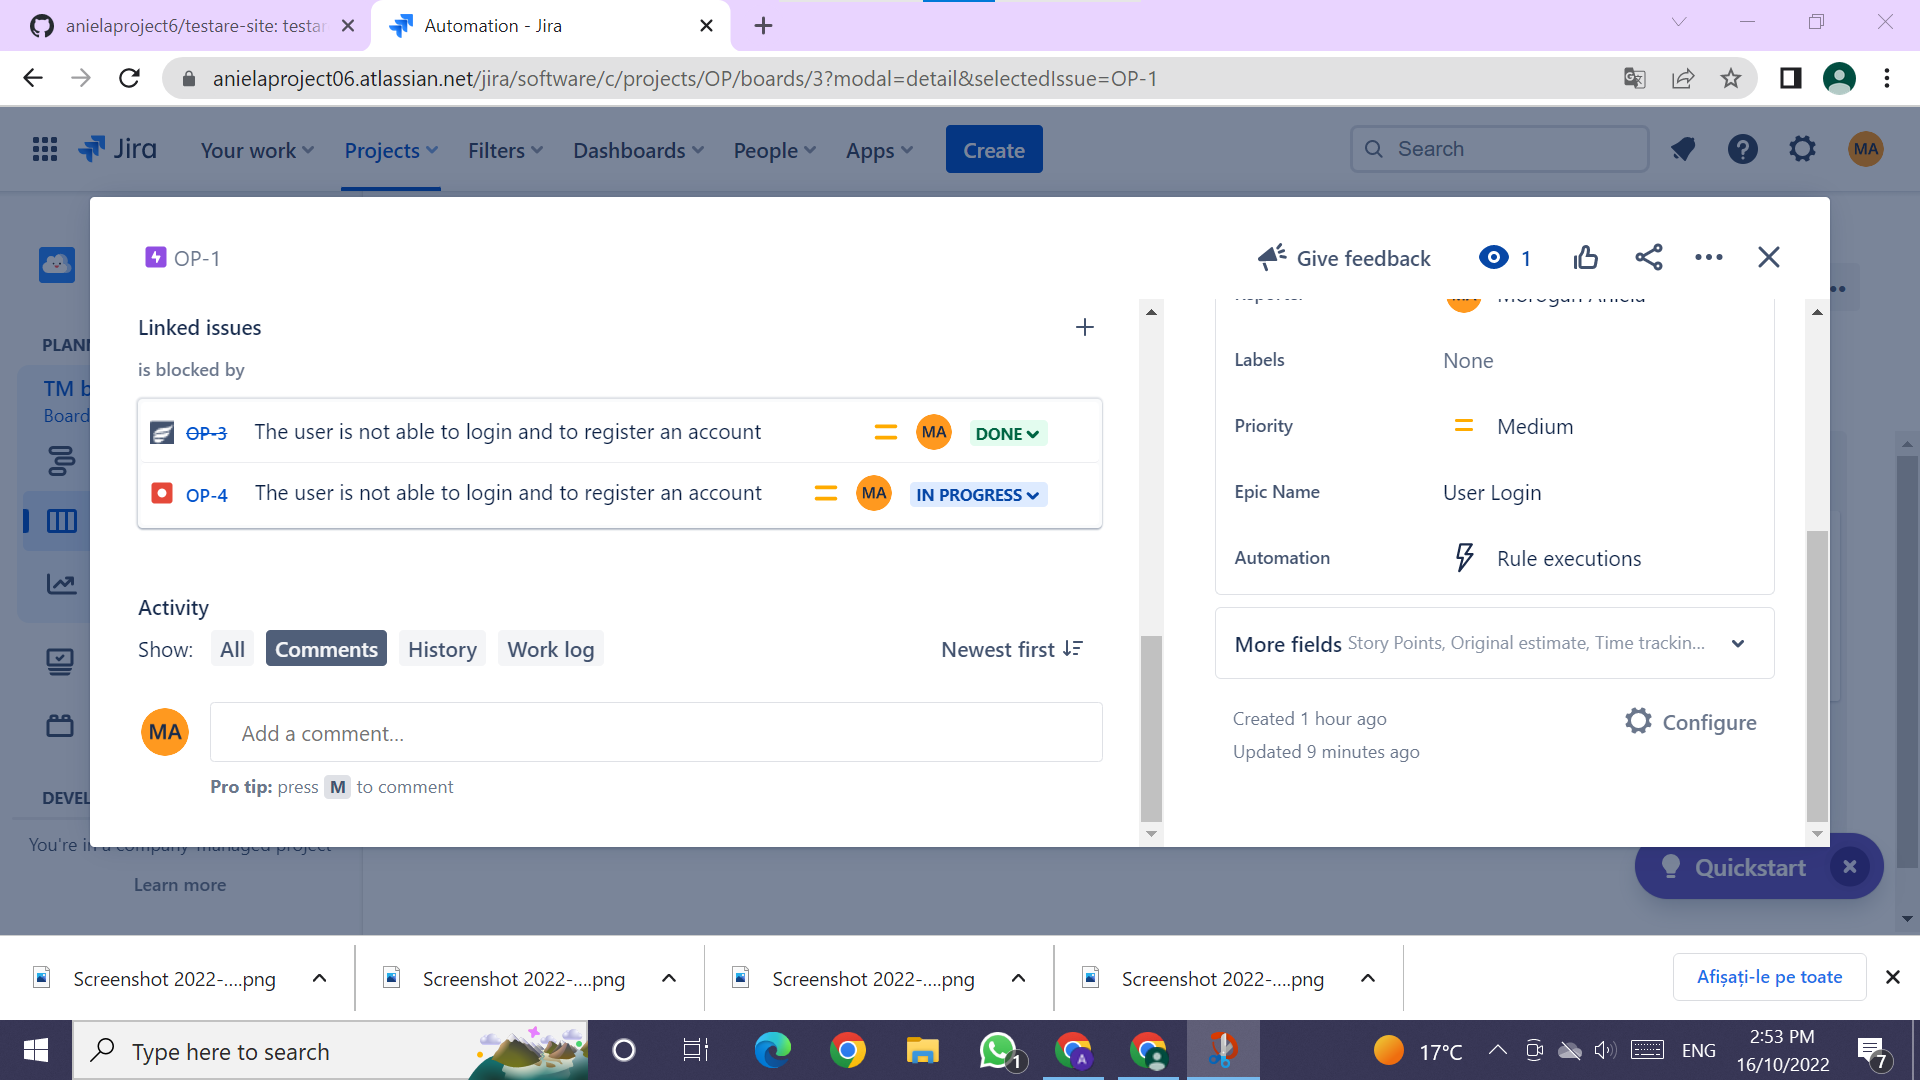 anielaproject6/testare-site: testar
Automation - Jira
anielaproject06.atlassian.net/jira/software/c/projects/OP/boards/3?modal=detail&selectedIssue=OP-1
Jira
Your work
Projects
Filters
Dashboards
People
Apps
Create
Search
MA
OP-1
Give feedback
1
Linked issues
is blocked by
OP-3 The user is not able to login and to register an account MA DONE
OP-4 The user is not able to login and to register an account MA IN PROGRESS
Activity
Show: All Comments History Work log Newest first
MA Add a comment...
Pro tip: press M to comment
Reporter Morogan Aniela
Labels None
Priority Medium
Epic Name User Login
Automation Rule executions
More fields Story Points, Original estimate, Time trackin...
Created 1 hour ago
Updated 9 minutes ago
Configure
PLANN
TM b
Board
DEVEL
You're in a company-managed project
Learn more
Quickstart
Screenshot 2022-....png
Screenshot 2022-....png
Screenshot 2022-....png
Screenshot 2022-....png
Afișați-le pe toate
Type here to search
1
A
17°C
ENG
2:53 PM
16/10/2022
7